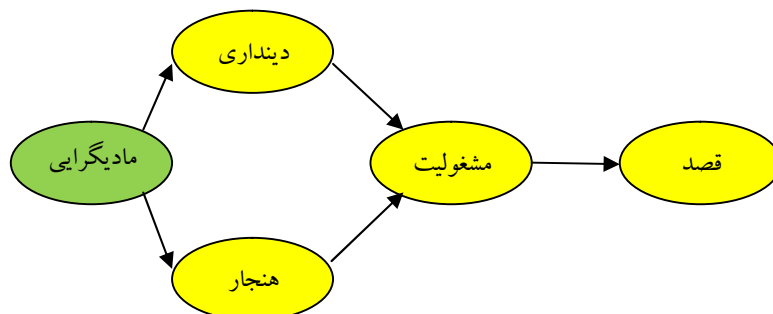 دینداری
مادیگرایی
مشغولیت
قصد
هنجار